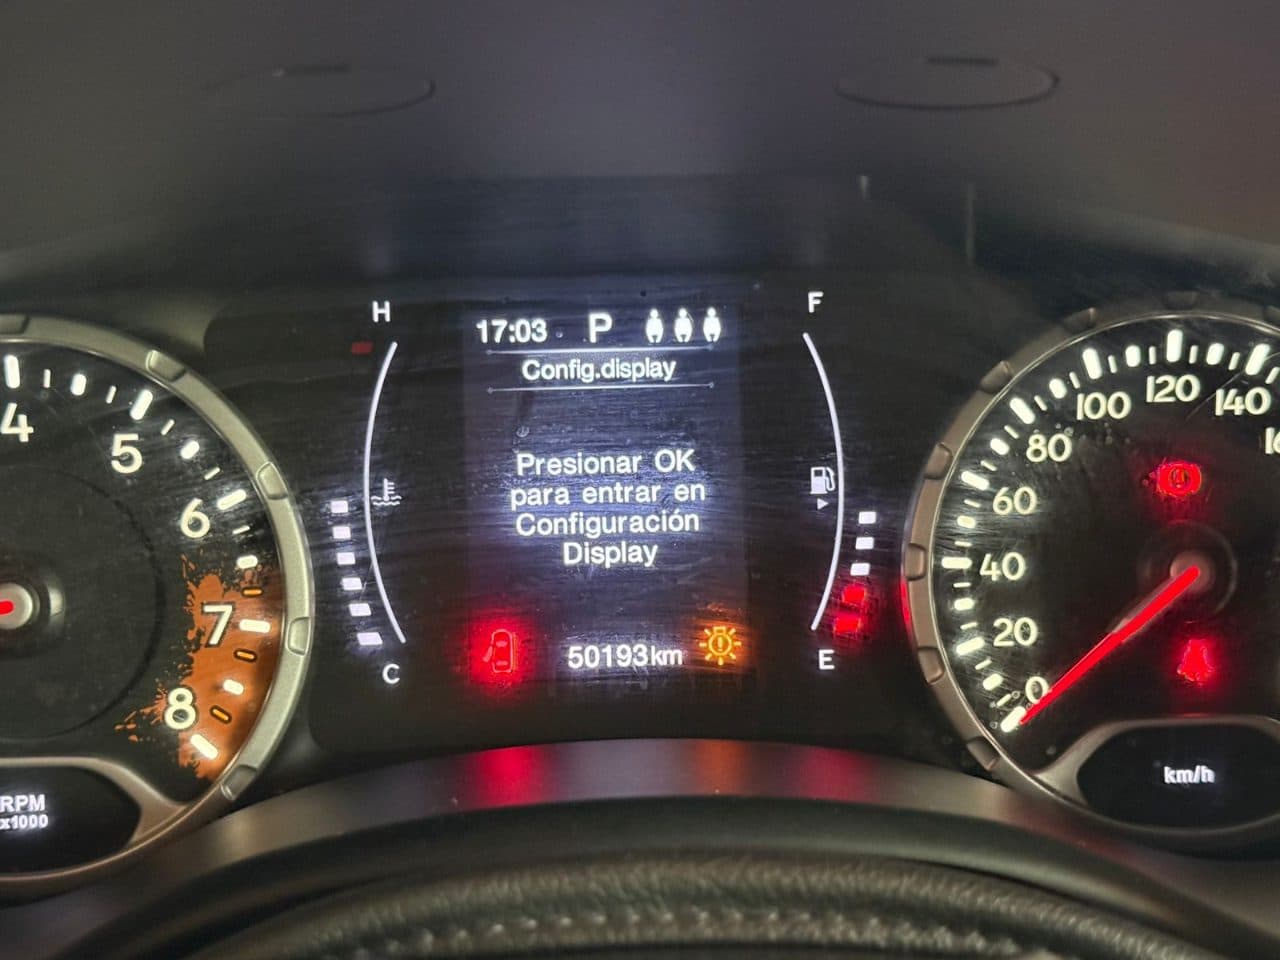 H
F
17:03 P
Config.display
Presionar OK
para entrar en
Configuración
Display
50193km
C
E
4
5
6
7
8
RPM
x1000
0
20
40
60
80
100
120
140
km/h